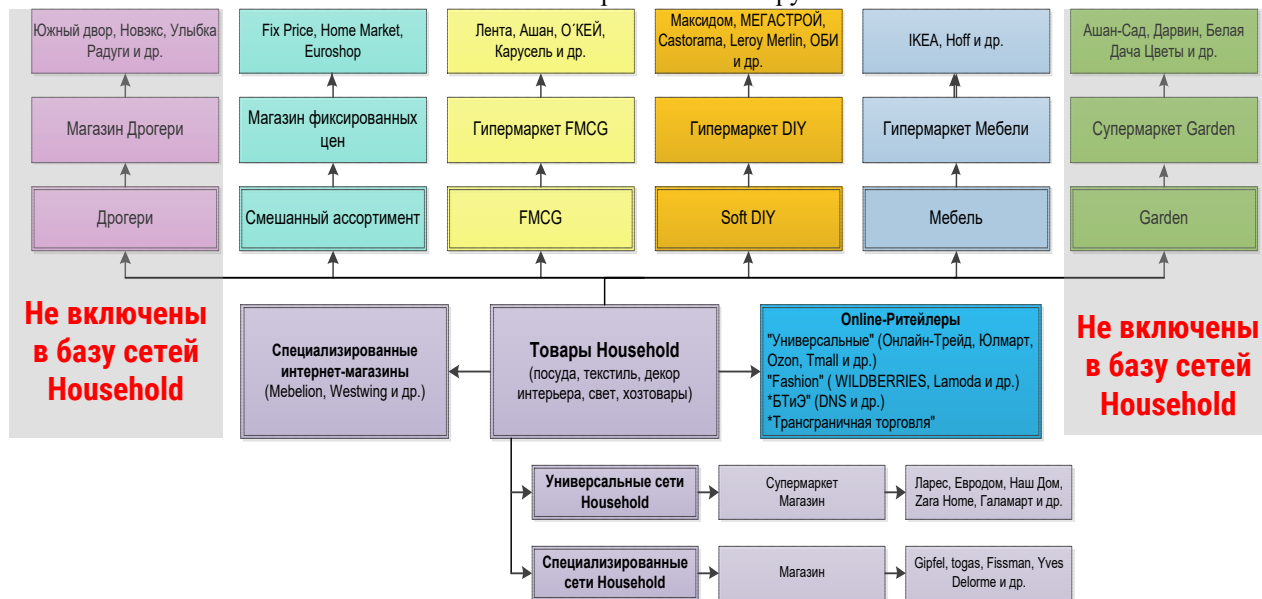 Южный двор, Новэкс, Улыбка
Радуги и др.
Fix Price, Home Market,
Euroshop
Лента, Ашан, О´КЕЙ,
Карусель и др.
Максидом, МЕГАСТРОЙ,
Castorama, Leroy Merlin, ОБИ
и др.
IKEA, Hoff и др.
Ашан-Сад, Дарвин, Белая
Дача Цветы и др.
Магазин Дрогери
Магазин фиксированных
цен
Гипермаркет FMCG
Гипермаркет DIY
Гипермаркет Мебели
Супермаркет Garden
Дрогери
Смешанный ассортимент
FMCG
Soft DIY
Мебель
Garden
Не включены
в базу сетей
Household
Специализированные
интернет-магазины
(Mebelion, Westwing и др.)
Товары Household
(посуда, текстиль, декор
интерьера, свет, хозтовары)
Online-Ритейлеры
"Универсальные" (Онлайн-Трейд, Юлмарт,
Ozon, Tmall и др.)
"Fashion" ( WILDBERRIES, Lamoda и др.)
*БТиЭ" (DNS и др.)
*Трансграничная торговля"
Не включены
в базу сетей
Household
Универсальные сети
Household
Супермаркет
Магазин
Ларес, Евродом, Наш Дом,
Zara Home, Галамарт и др.
Специализированные
сети Household
Магазин
Gipfel, togas, Fissman, Yves
Delorme и др.